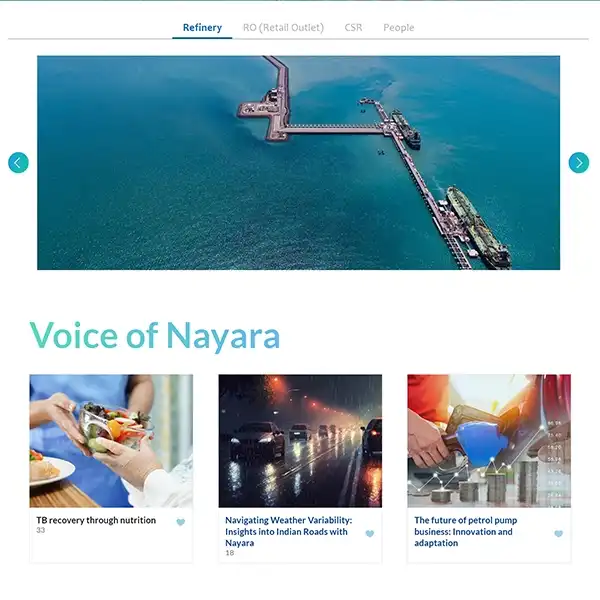 Refinery RO (Retail Outlet) CSR People
Voice of Nayara
TB recovery through nutrition
33
Navigating Weather Variability:
Insights into Indian Roads with
Nayara
18
The future of petrol pump
business: Innovation and
adaptation